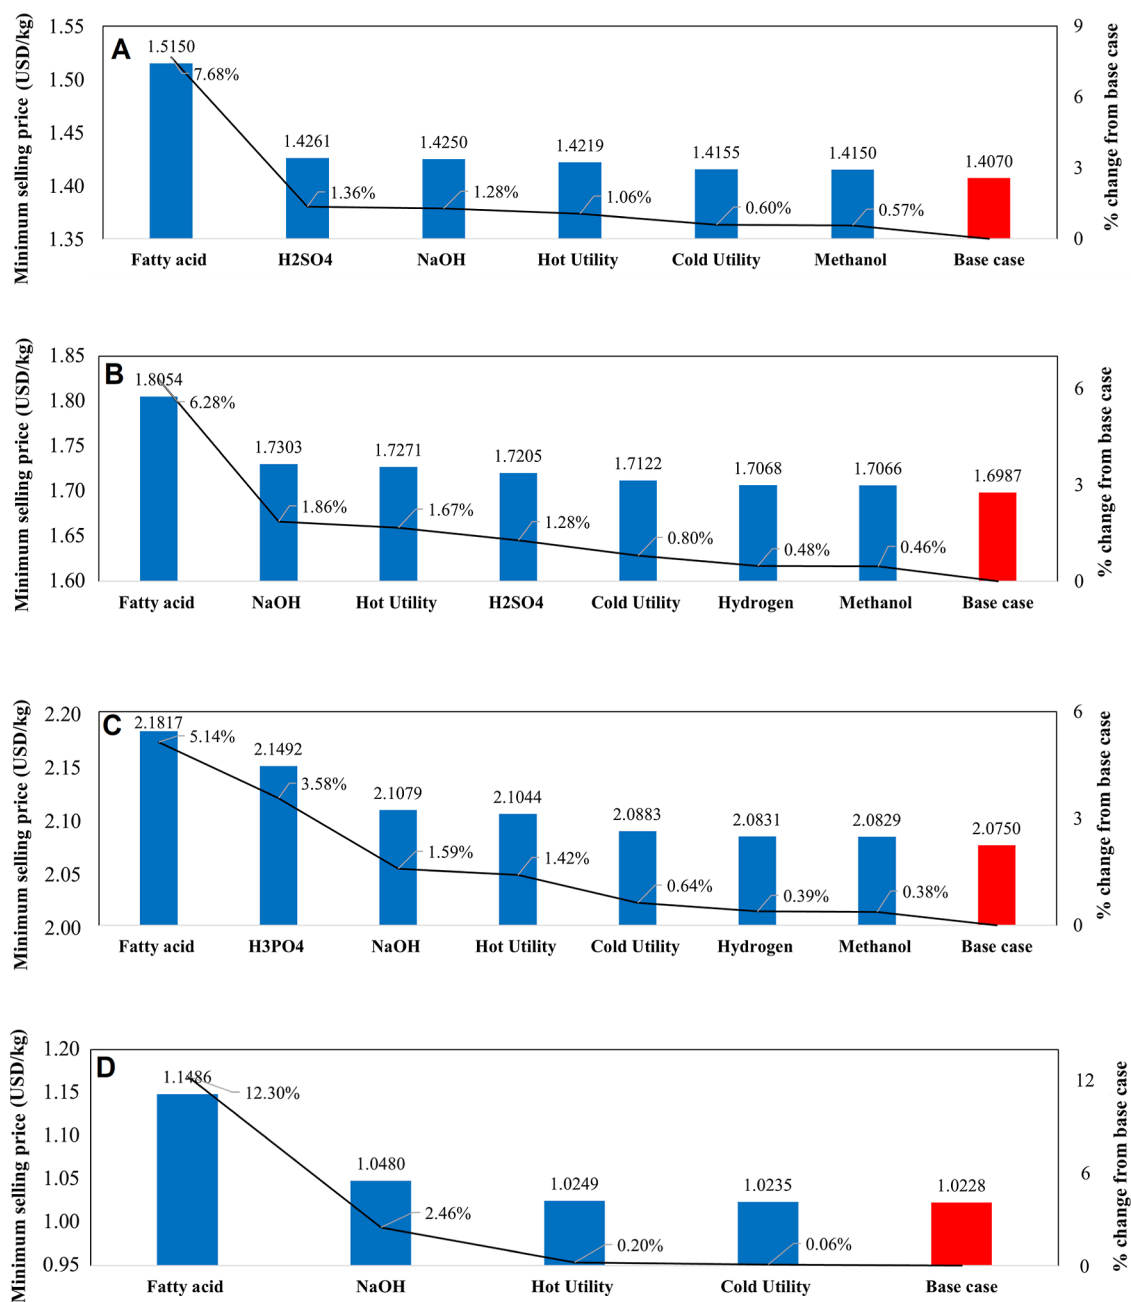 Minimum selling price (USD/kg)
1.55
1.50
1.45
1.40
1.35
A
1.5150
7.68%
1.4261
1.4250
1.4219
1.4155
1.4150
1.4070
1.36%
1.28%
1.06%
0.60%
0.57%
9
6
3
0
% change from base case
Fatty acid
H2SO4
NaOH
Hot Utility
Cold Utility
Methanol
Base case
Minimum selling price (USD/kg)
1.85
1.80
1.75
1.70
1.65
1.60
B
1.8054
6.28%
1.7303
1.7271
1.7205
1.7122
1.7068
1.7066
1.6987
1.86%
1.67%
1.28%
0.80%
0.48%
0.46%
6
3
0
% change from base case
Fatty acid
NaOH
Hot Utility
H2SO4
Cold Utility
Hydrogen
Methanol
Base case
Minimum selling price (USD/kg)
2.20
2.15
2.10
2.05
2.00
C
2.1817
5.14%
2.1492
3.58%
2.1079
2.1044
2.0883
2.0831
2.0829
2.0750
1.59%
1.42%
0.64%
0.39%
0.38%
6
3
0
% change from base case
Fatty acid
H3PO4
NaOH
Hot Utility
Cold Utility
Hydrogen
Methanol
Base case
Minimum selling price (USD/kg)
1.20
1.15
1.10
1.05
1.00
0.95
D
1.1486
12.30%
1.0480
1.0249
1.0235
1.0228
2.46%
0.20%
0.06%
12
6
0
% change from base case
Fatty acid
NaOH
Hot Utility
Cold Utility
Base case